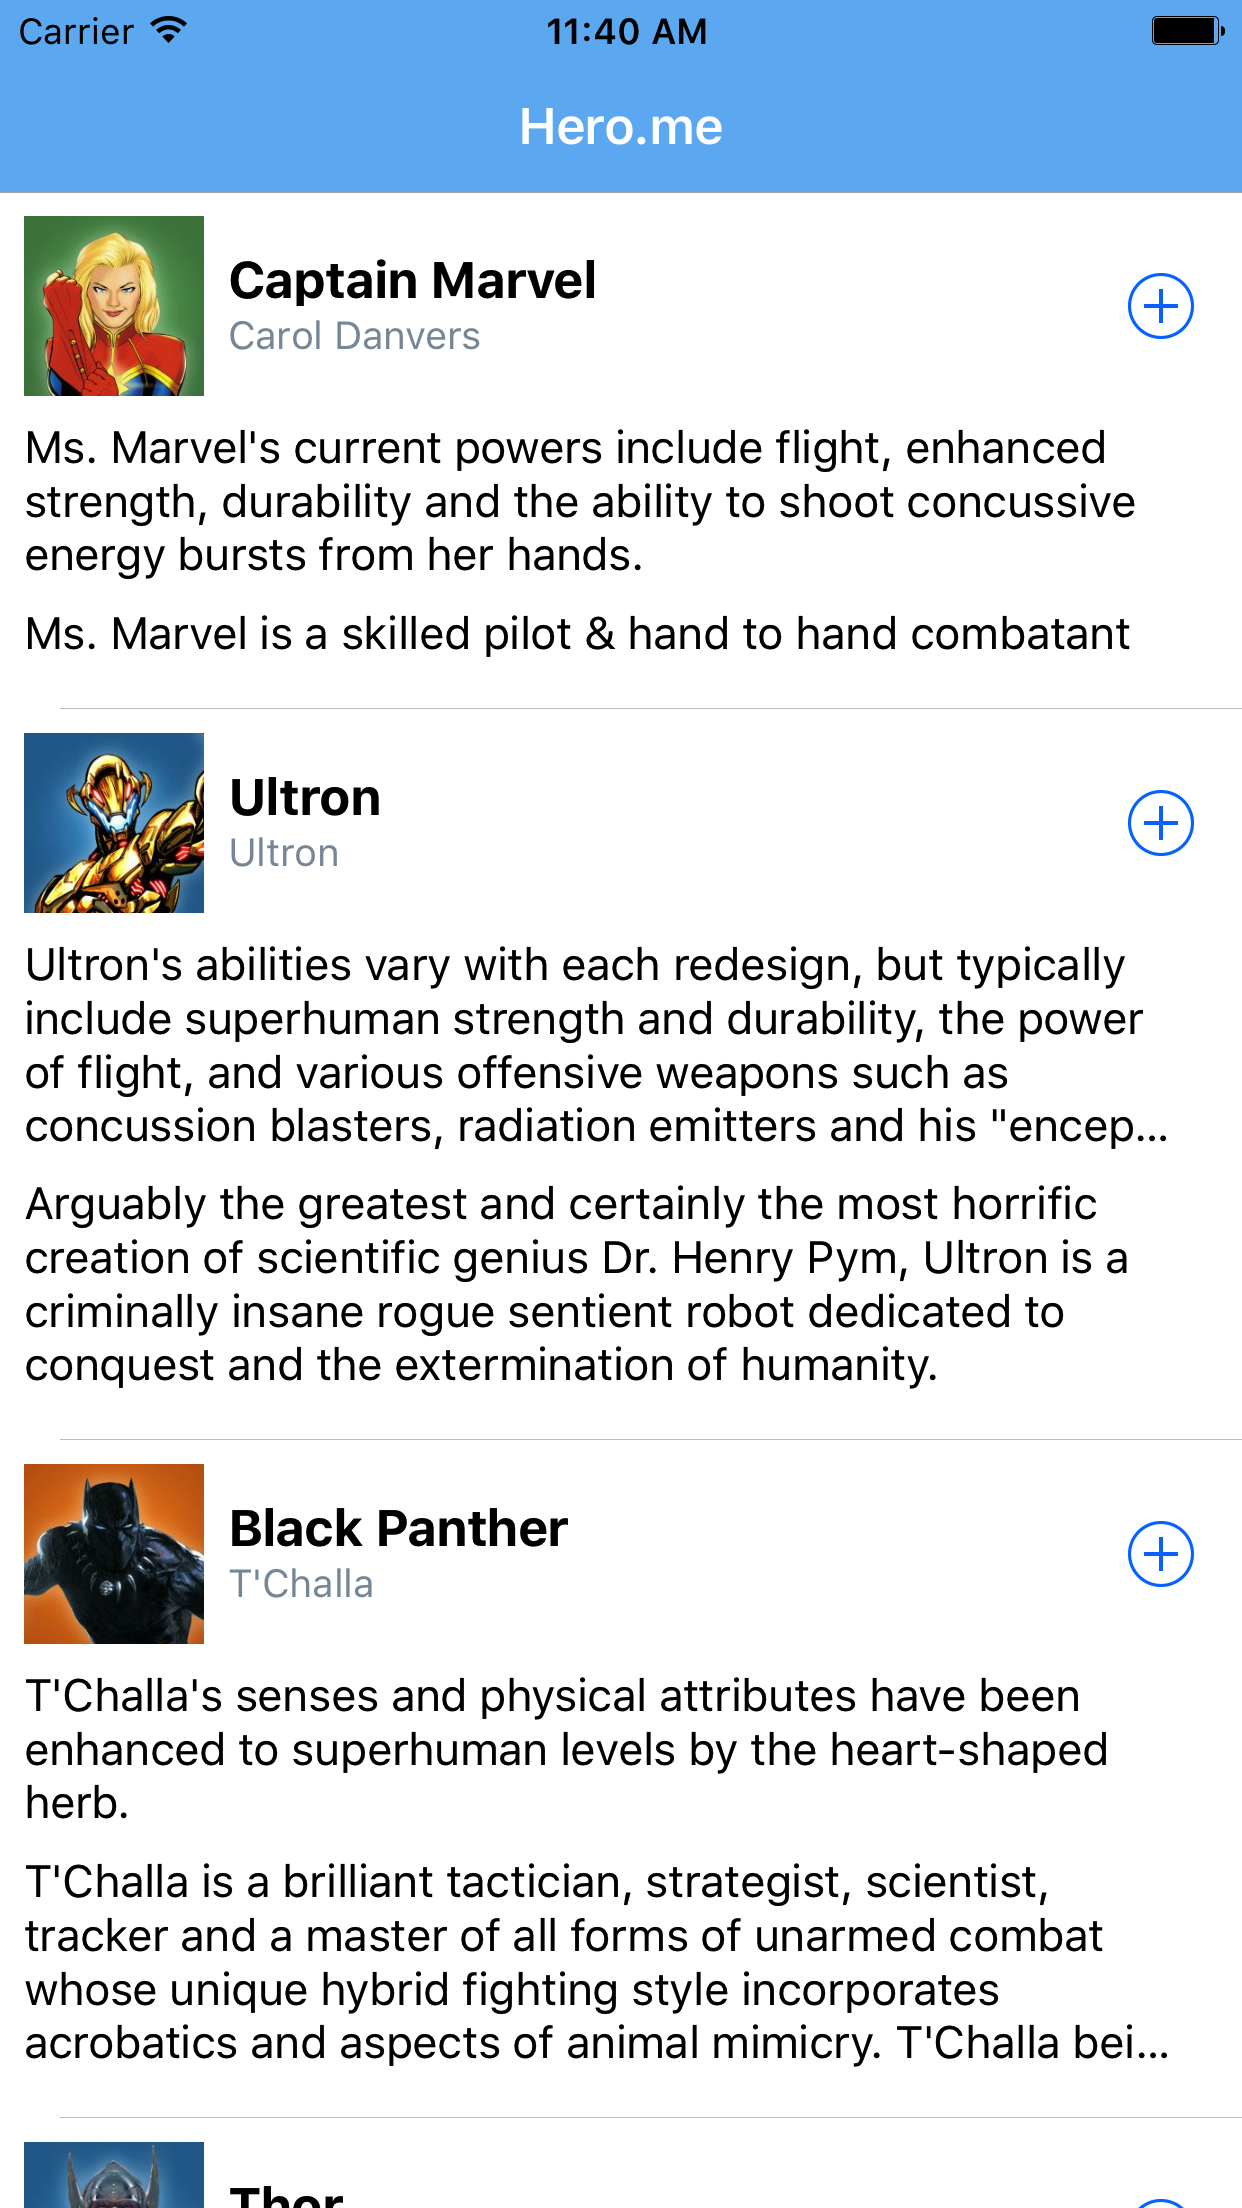 Carrier
11:40 AM
Hero.me
Captain Marvel
Carol Danvers
Ms. Marvel's current powers include flight, enhanced
strength, durability and the ability to shoot concussive
energy bursts from her hands.
Ms. Marvel is a skilled pilot & hand to hand combatant
Ultron
Ultron
Ultron's abilities vary with each redesign, but typically
include superhuman strength and durability, the power
of flight, and various offensive weapons such as
concussion blasters, radiation emitters and his "encep...
Arguably the greatest and certainly the most horrific
creation of scientific genius Dr. Henry Pym, Ultron is a
criminally insane rogue sentient robot dedicated to
conquest and the extermination of humanity.
Black Panther
T'Challa
T'Challa's senses and physical attributes have been
enhanced to superhuman levels by the heart-shaped
herb.
T'Challa is a brilliant tactician, strategist, scientist,
tracker and a master of all forms of unarmed combat
whose unique hybrid fighting style incorporates
acrobatics and aspects of animal mimicry. T'Challa bei...
Thor